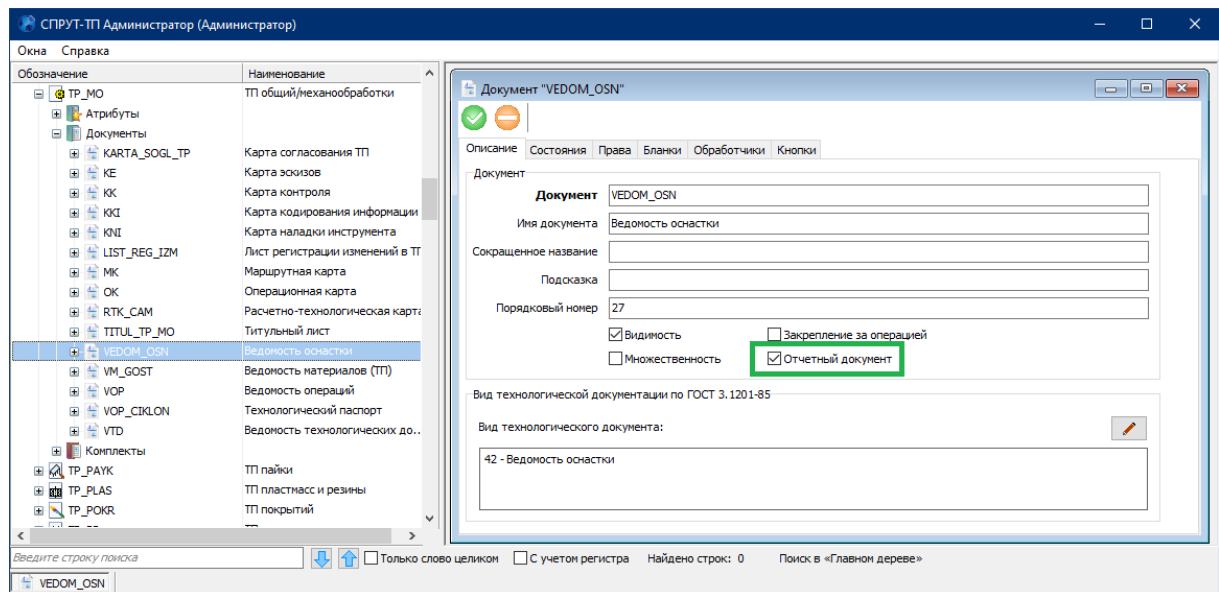 СПРУТ-ТП Администратор (Администратор)
Окна Справка
Обозначение Наименование
TP_MO ТП общий/механообработки
Атрибуты
Документы
KARTA_SOGL_TP Карта согласования ТП
KE Карта эскизов
KK Карта контроля
KKI Карта кодирования информации
KNI Карта наладки инструмента
LIST_REG_IZM Лист регистрации изменений в ТП
MK Маршрутная карта
OK Операционная карта
RTK_CAM Расчетно-технологическая карта
TITUL_TP_MO Титульный лист
VEDOM_OSN Ведомость оснастки
VM_GOST Ведомость материалов (ТП)
VOP Ведомость операций
VOP_CIKLON Технологический паспорт
VTD Ведомость технологических до..
Комплекты
TP_PAYK ТП пайки
TP_PLAS ТП пластмасс и резины
TP_POKR ТП покрытий
Документ "VEDOM_OSN"
Описание Состояния Права Бланки Обработчики Кнопки
Документ
Документ VEDOM_OSN
Имя документа Ведомость оснастки
Сокращенное название
Подсказка
Порядковый номер 27
Видимость Закрепление за операцией
Множественность Отчетный документ
Вид технологической документации по ГОСТ 3.1201-85
Вид технологического документа:
42 - Ведомость оснастки
Введите строку поиска Только слово целиком С учетом регистра Найдено строк: 0 Поиск в «Главном дереве»
VEDOM_OSN